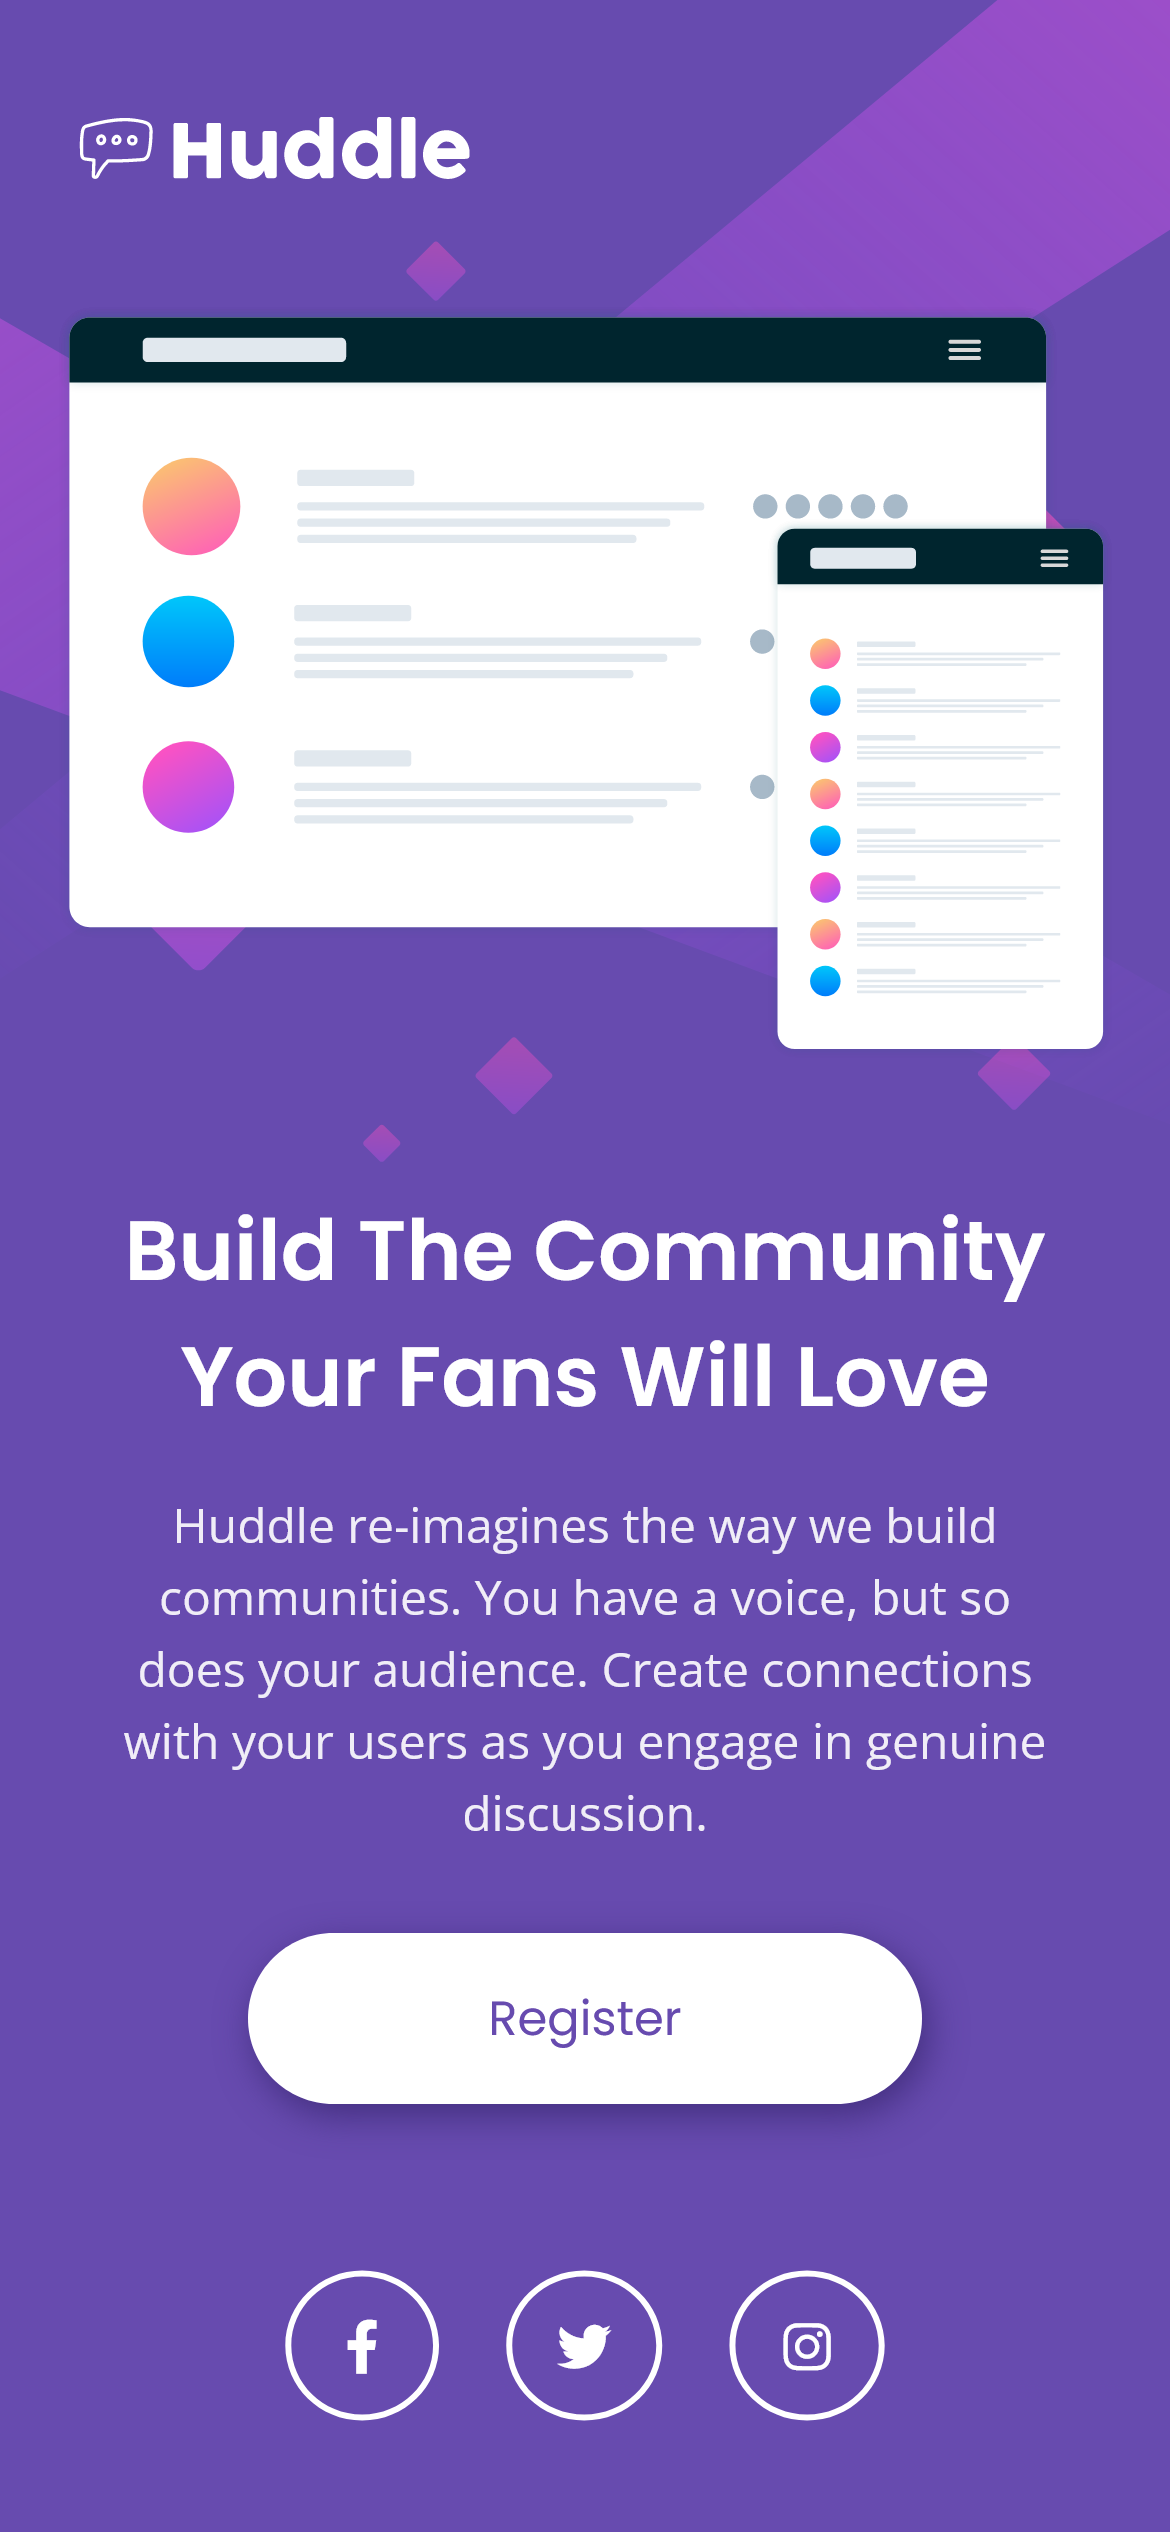 Huddle
Build The Community
Your Fans Will Love
Huddle re-imagines the way we build
communities. You have a voice, but so
does your audience. Create connections
with your users as you engage in genuine
discussion.
Register